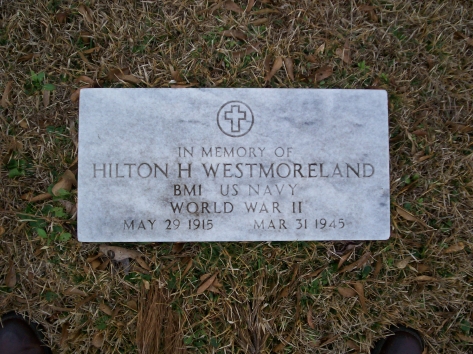 IN MEMORY OF
HILTON H WESTMORELAND
BM1 US NAVY
WORLD WAR II
MAY 29 1915 MAR 31 1945